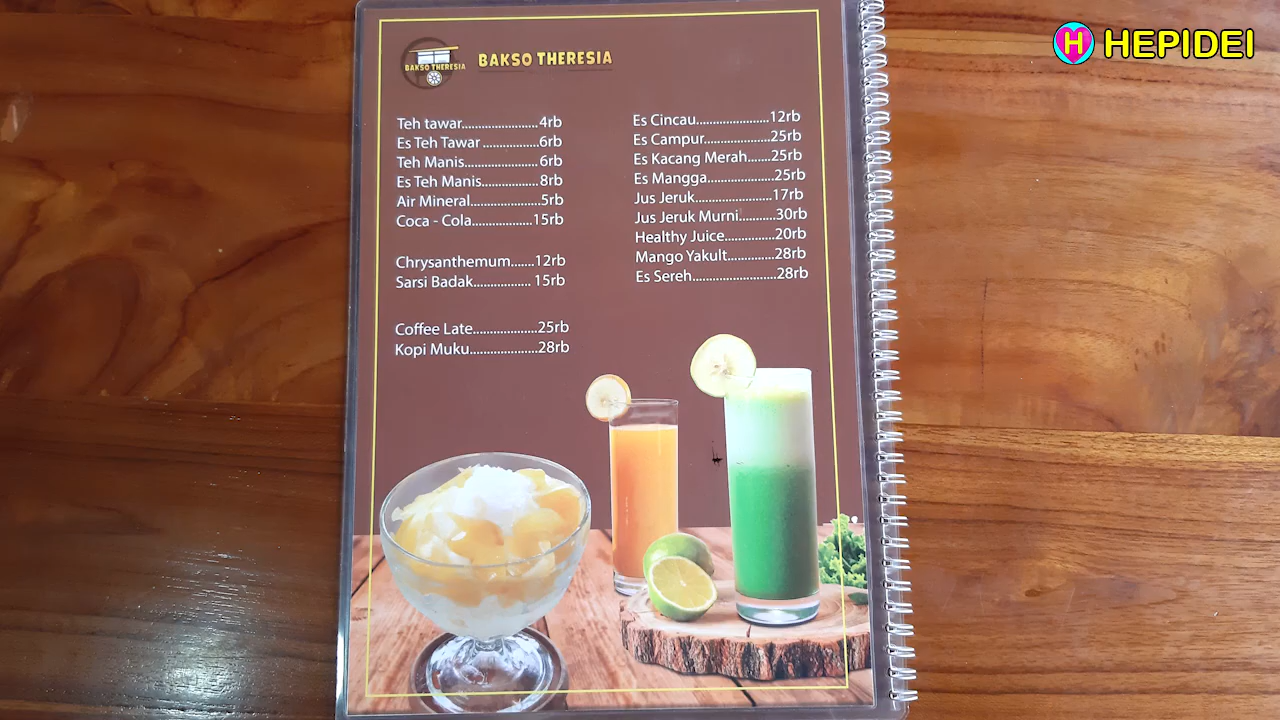 HEPIDEI
BAKSO THERESIA
BAKSO THERESIA
Teh tawar.......................4rb
Es Teh Tawar .................6rb
Teh Manis...................... 6rb
Es Teh Manis................. 8rb
Air Mineral.....................5rb
Coca - Cola..................15rb
Chrysanthemum.......12rb
Sarsi Badak................. 15rb
Coffee Late...................25rb
Kopi Muku....................28rb
Es Cincau......................12rb
Es Campur...................25rb
Es Kacang Merah.......25rb
Es Mangga....................25rb
Jus Jeruk.......................17rb
Jus Jeruk Murni...........30rb
Healthy Juice...............20rb
Mango Yakult..............28rb
Es Sereh.........................28rb